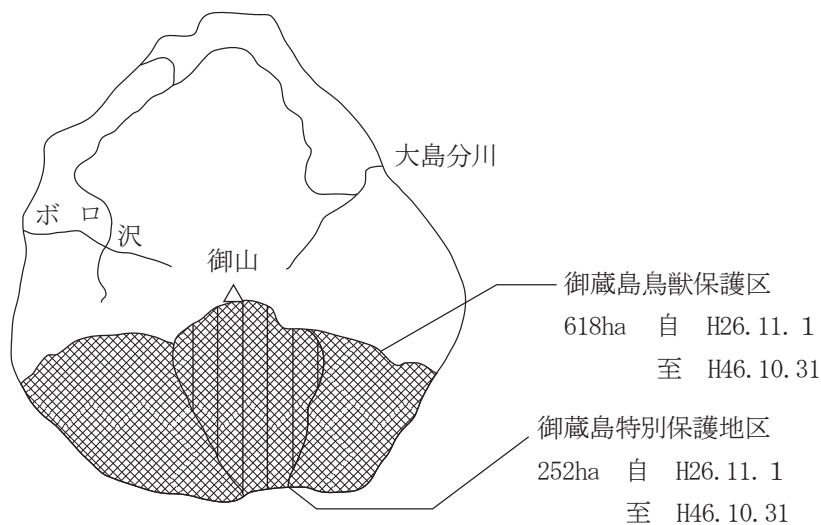 大島分川
ボロ沢
御山
御蔵島鳥獣保護区
618ha 自 H26.11.1
至 H46.10.31
御蔵島特別保護地区
252ha 自 H26.11.1
至 H46.10.31